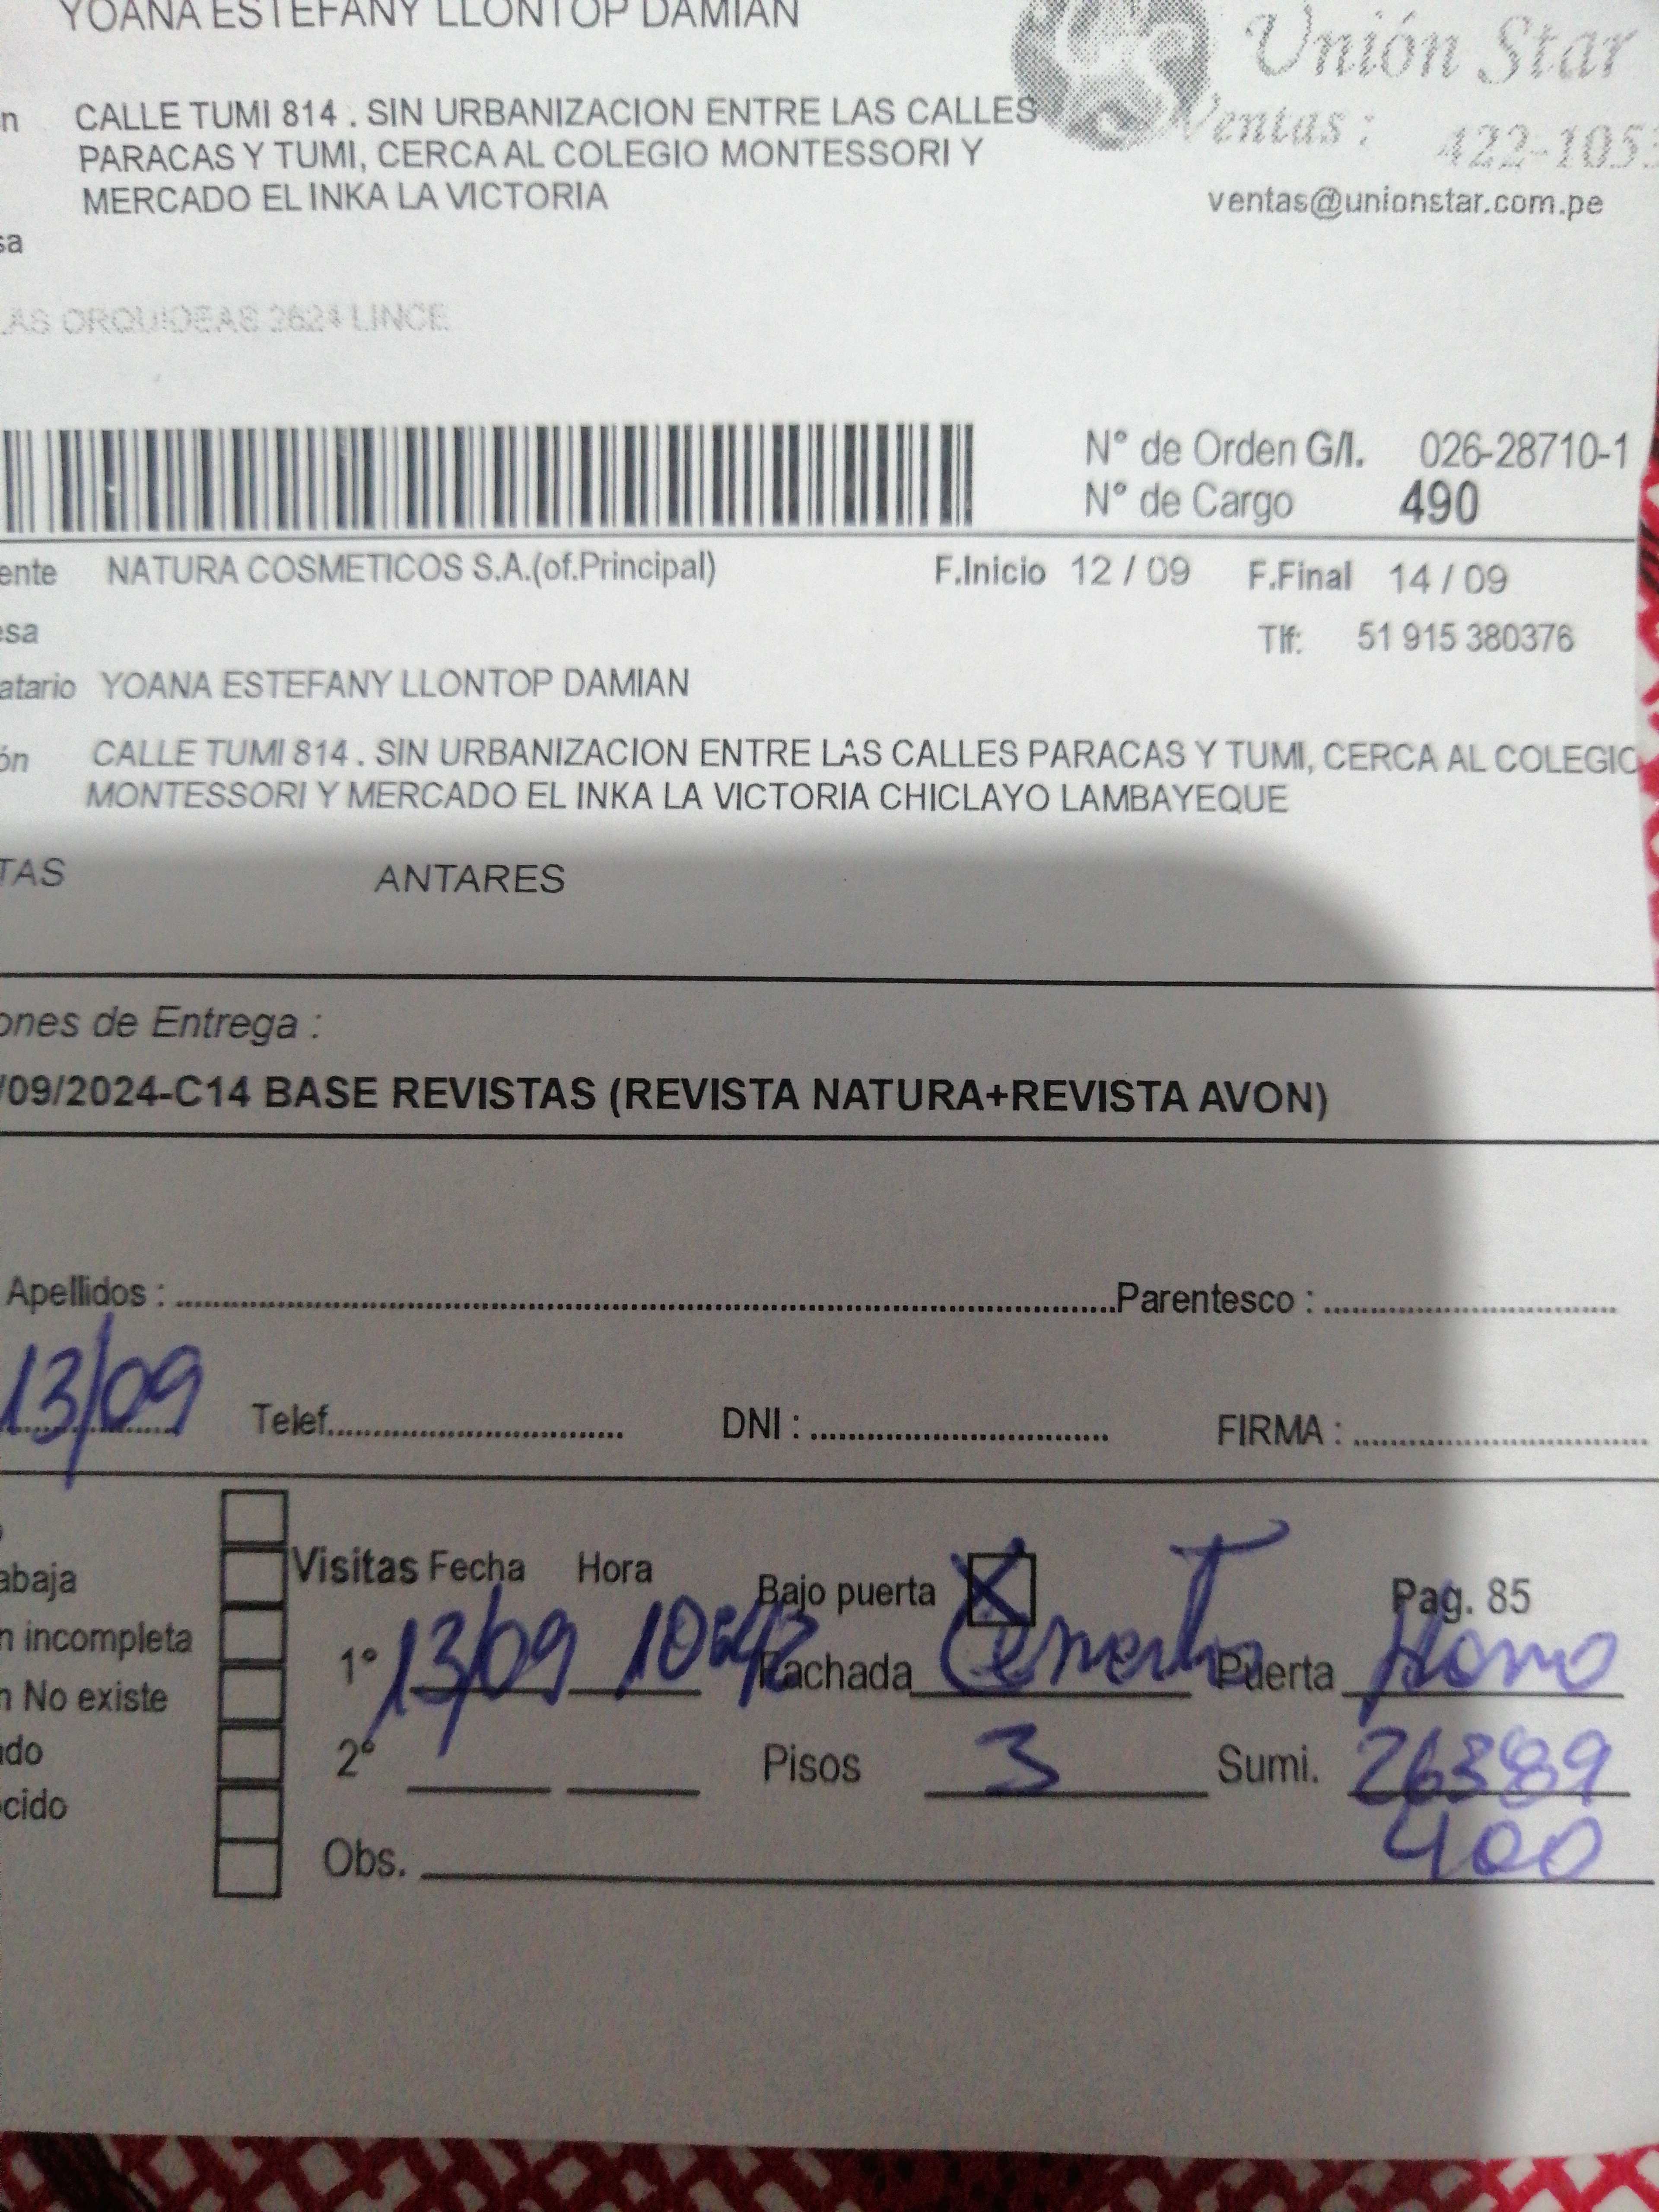 YOANA ESTEFANY LLONTOP DAMIAN
Unión Star
n CALLE TUMI 814 . SIN URBANIZACION ENTRE LAS CALLES
Ventas : 422-105
PARACAS Y TUMI, CERCA AL COLEGIO MONTESSORI Y
MERCADO EL INKA LA VICTORIA
ventas@unionstar.com.pe
sa
LAS ORQUIDEAS 2624 LINCE
N° de Orden G/I. 026-28710-1
N° de Cargo 490
ente NATURA COSMETICOS S.A.(of.Principal) F.Inicio 12 / 09 F.Final 14 / 09
esa Tlf: 51 915 380376
atario YOANA ESTEFANY LLONTOP DAMIAN
ón CALLE TUMI 814 . SIN URBANIZACION ENTRE LAS CALLES PARACAS Y TUMI, CERCA AL COLEGIO
MONTESSORI Y MERCADO EL INKA LA VICTORIA CHICLAYO LAMBAYEQUE
TAS ANTARES
ones de Entrega :
/09/2024-C14 BASE REVISTAS (REVISTA NATURA+REVISTA AVON)
Apellidos : Parentesco :
13/09 Telef. DNI : FIRMA :
Visitas Fecha Hora Bajo puerta X Pag. 85
abaja
n incompleta
1° 13/09 Fachada Cemento Puerta
n No existe
2° Pisos 3 Sumi. 26389
do
400
cido
Obs.